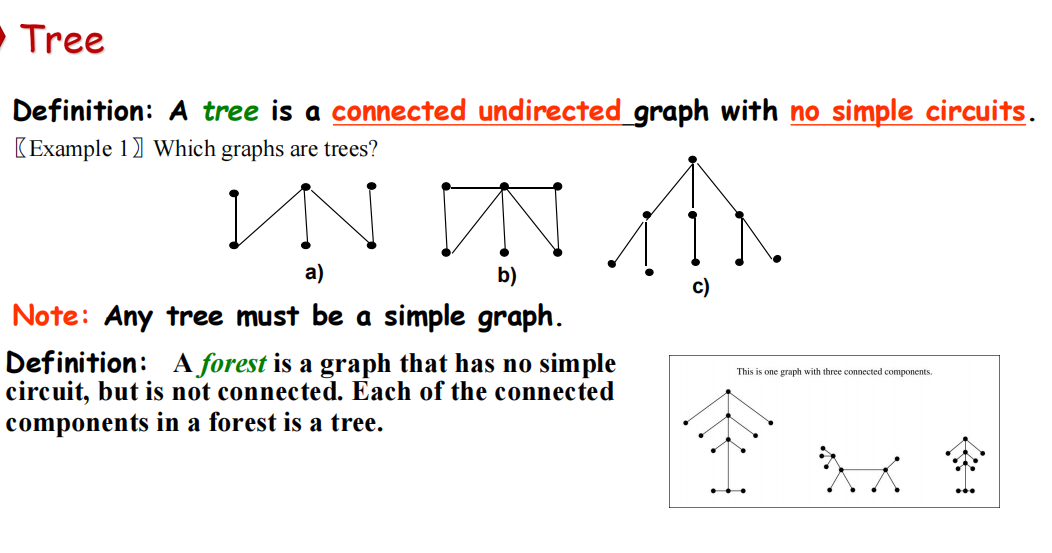 Tree
Definition: A tree is a connected undirected graph with no simple circuits.
〖Example 1〗 Which graphs are trees?
a)
b)
c)
Note: Any tree must be a simple graph.
Definition: A forest is a graph that has no simple
circuit, but is not connected. Each of the connected
components in a forest is a tree.
This is one graph with three connected components.